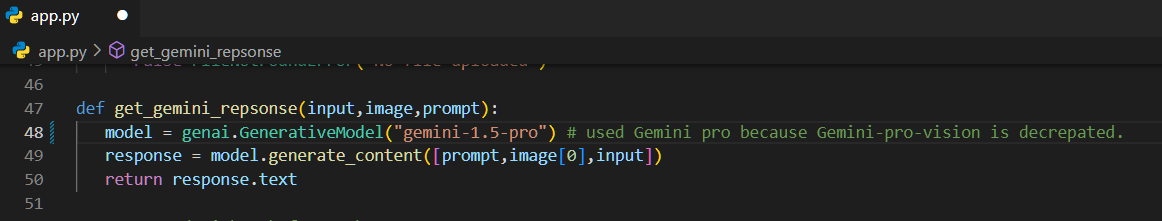 app.py
app.py > get_gemini_repsonse
46
47 def get_gemini_repsonse(input,image,prompt):
48 model = genai.GenerativeModel("gemini-1.5-pro") # used Gemini pro because Gemini-pro-vision is decrepated.
49 response = model.generate_content([prompt,image[0],input])
50 return response.text
51